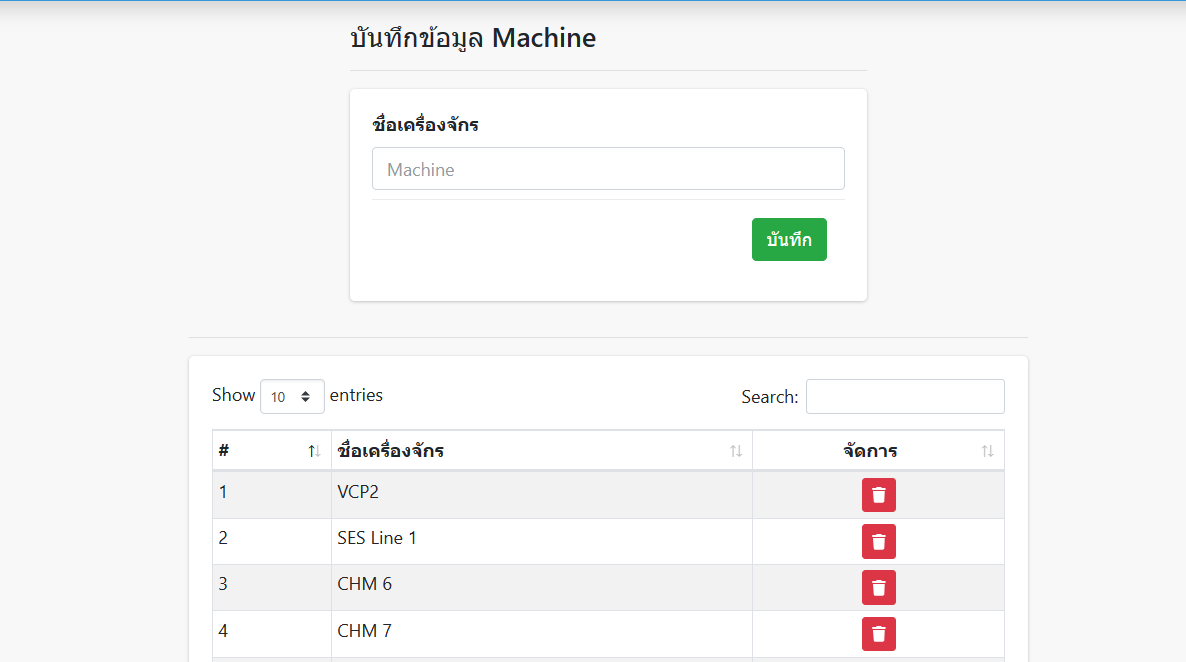 บันทึกข้อมูล Machine
ชื่อเครื่องจักร
Machine
บันทึก
Show 10 entries Search:
# ชื่อเครื่องจักร จัดการ
1 VCP2
2 SES Line 1
3 CHM 6
4 CHM 7